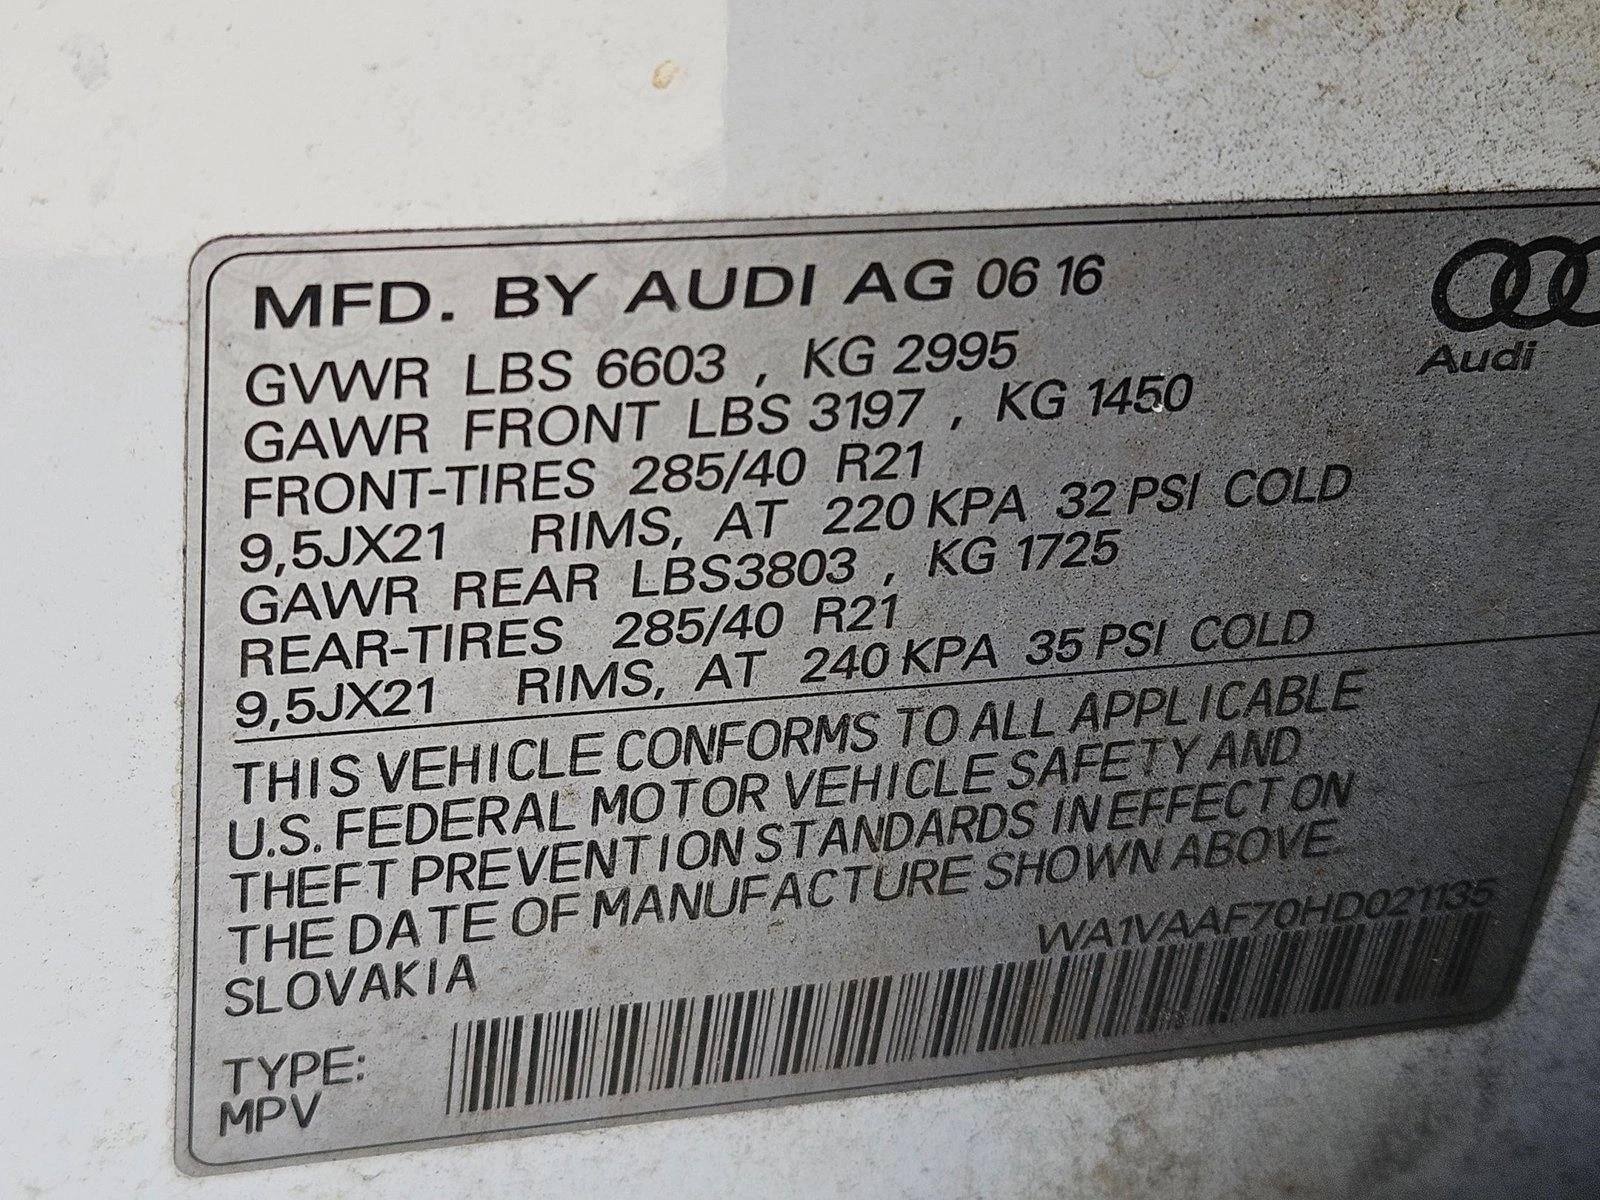 MFD. BY AUDI AG 06 16
Audi
GVWR LBS 6603 , KG 2995
GAWR FRONT LBS 3197 , KG 1450
FRONT-TIRES 285/40 R21
9,5JX21 RIMS, AT 220 KPA 32 PSI COLD
GAWR REAR LBS3803 , KG 1725
REAR-TIRES 285/40 R21
9,5JX21 RIMS, AT 240 KPA 35 PSI COLD
THIS VEHICLE CONFORMS TO ALL APPLICABLE
U.S. FEDERAL MOTOR VEHICLE SAFETY AND
THEFT PREVENTION STANDARDS IN EFFECT ON
THE DATE OF MANUFACTURE SHOWN ABOVE.
SLOVAKIA
WA1VAAF70HD021135
TYPE:
MPV